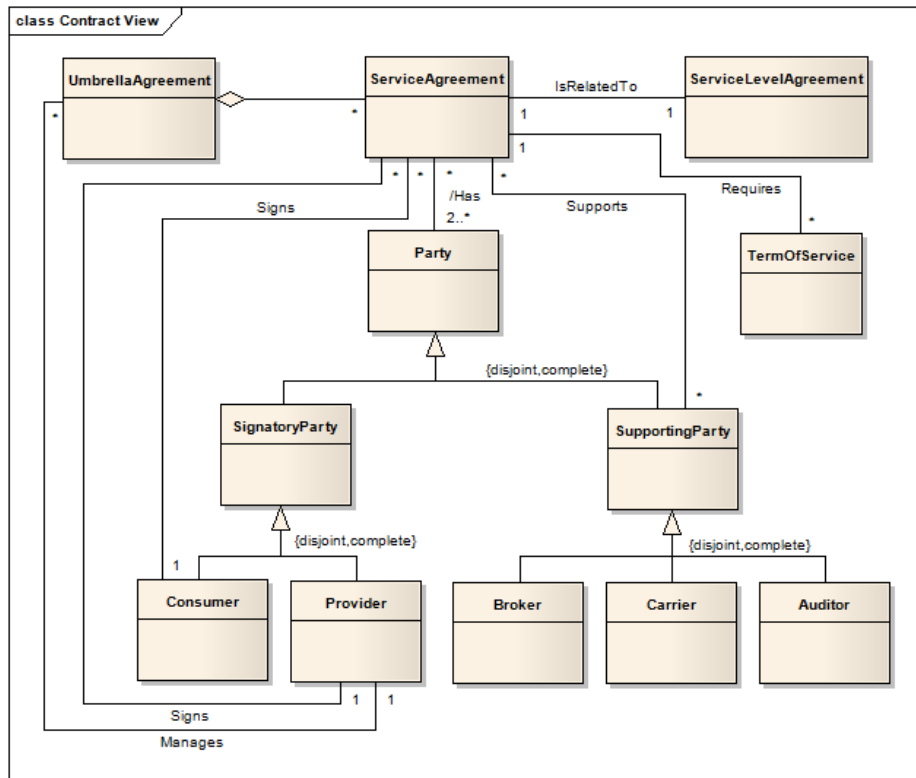 class Contract View
UmbrellaAgreement
ServiceAgreement
ServiceLevelAgreement
IsRelatedTo
*
*
1
1
1
*
*
*
*
/Has
Signs
Supports
Requires
2..*
*
Party
TermOfService
{disjoint,complete}
*
SignatoryParty
SupportingParty
{disjoint,complete}
{disjoint,complete}
1
Consumer
Provider
Broker
Carrier
Auditor
1
1
Signs
Manages